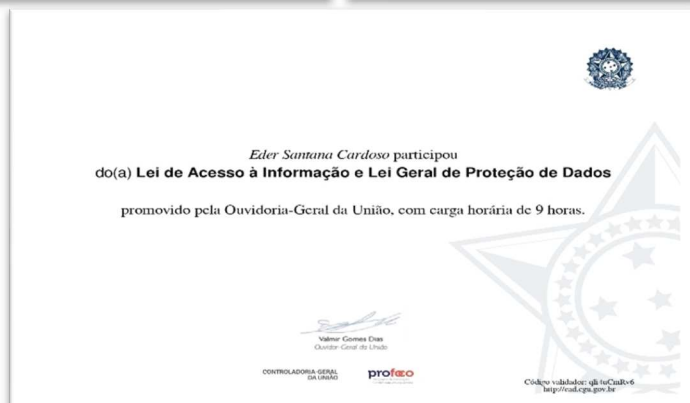 Eder Santana Cardoso participou
do(a) Lei de Acesso à Informação e Lei Geral de Proteção de Dados
promovido pela Ouvidoria-Geral da União, com carga horária de 9 horas.
Valmir Gomes Dias
Ouvidor-Geral da União
CONTROLADORIA-GERAL
DA UNIÃO
profoco
Código validador:
http://ead.cgu.gov.br